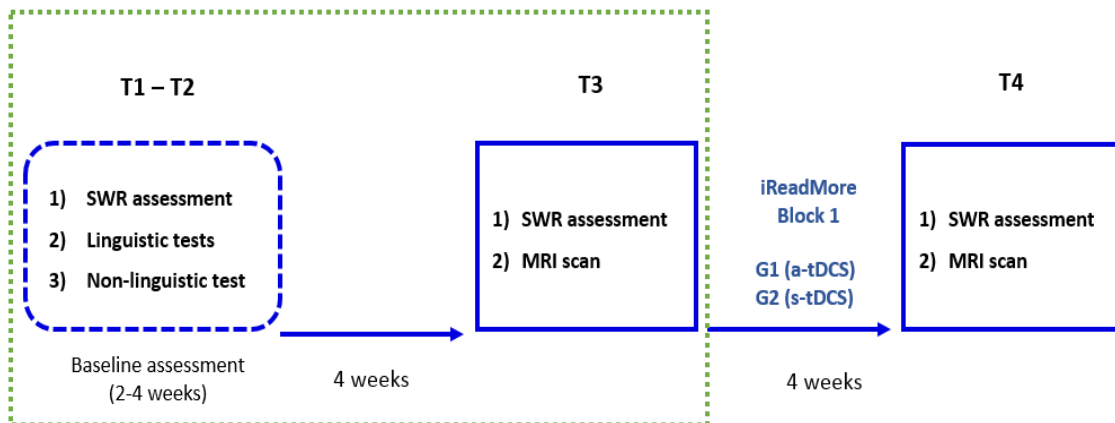 T1 – T2
1) SWR assessment
2) Linguistic tests
3) Non-linguistic test
Baseline assessment
(2-4 weeks)
4 weeks
T3
1) SWR assessment
2) MRI scan
iReadMore
Block 1
G1 (a-tDCS)
G2 (s-tDCS)
4 weeks
T4
1) SWR assessment
2) MRI scan